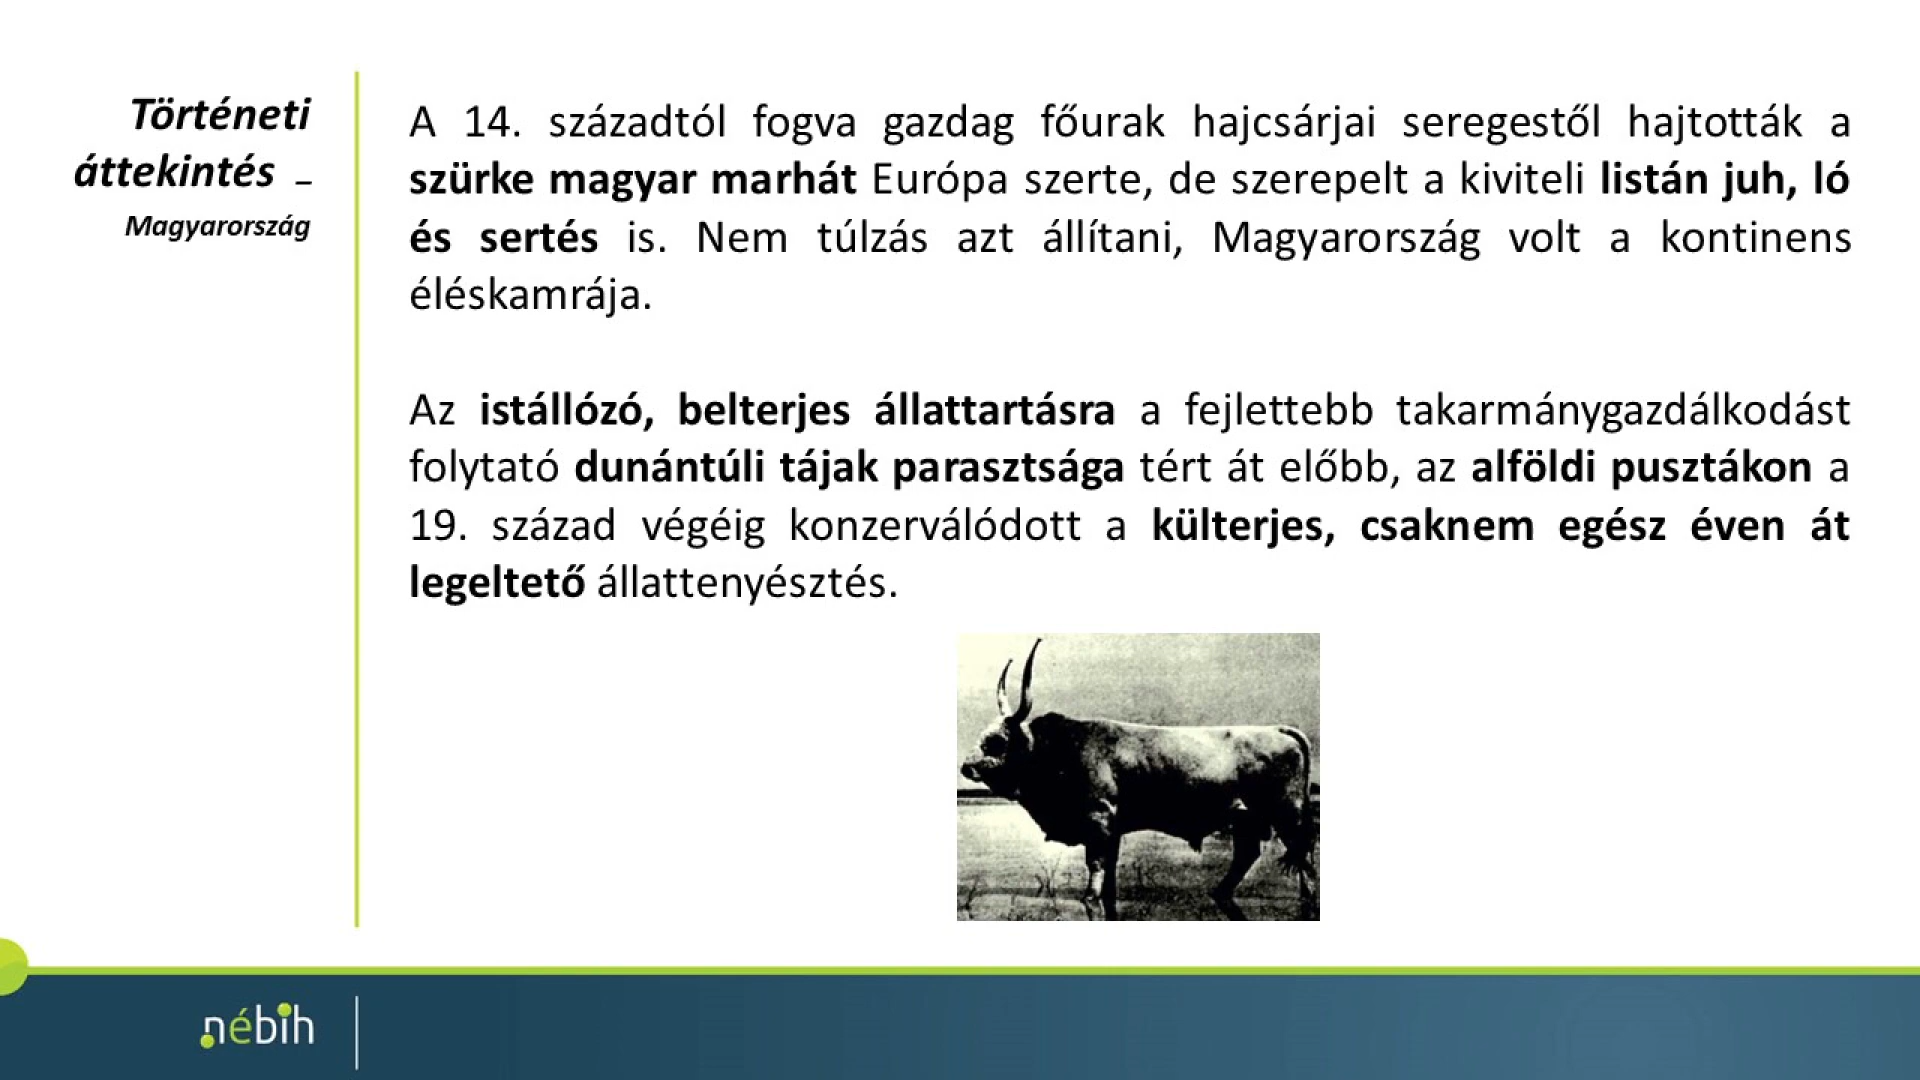 Történeti
áttekintés –
Magyarország
A 14. századtól fogva gazdag főurak hajcsárjai seregestől hajtották a
szürke magyar marhát Európa szerte, de szerepelt a kiviteli listán juh, ló
és sertés is. Nem túlzás azt állítani, Magyarország volt a kontinens
éléskamrája.
Az istállózó, belterjes állattartásra a fejlettebb takarmánygazdálkodást
folytató dunántúli tájak parasztsága tért át előbb, az alföldi pusztákon a
19. század végéig konzerválódott a külterjes, csaknem egész éven át
legeltető állattenyésztés.
nébih